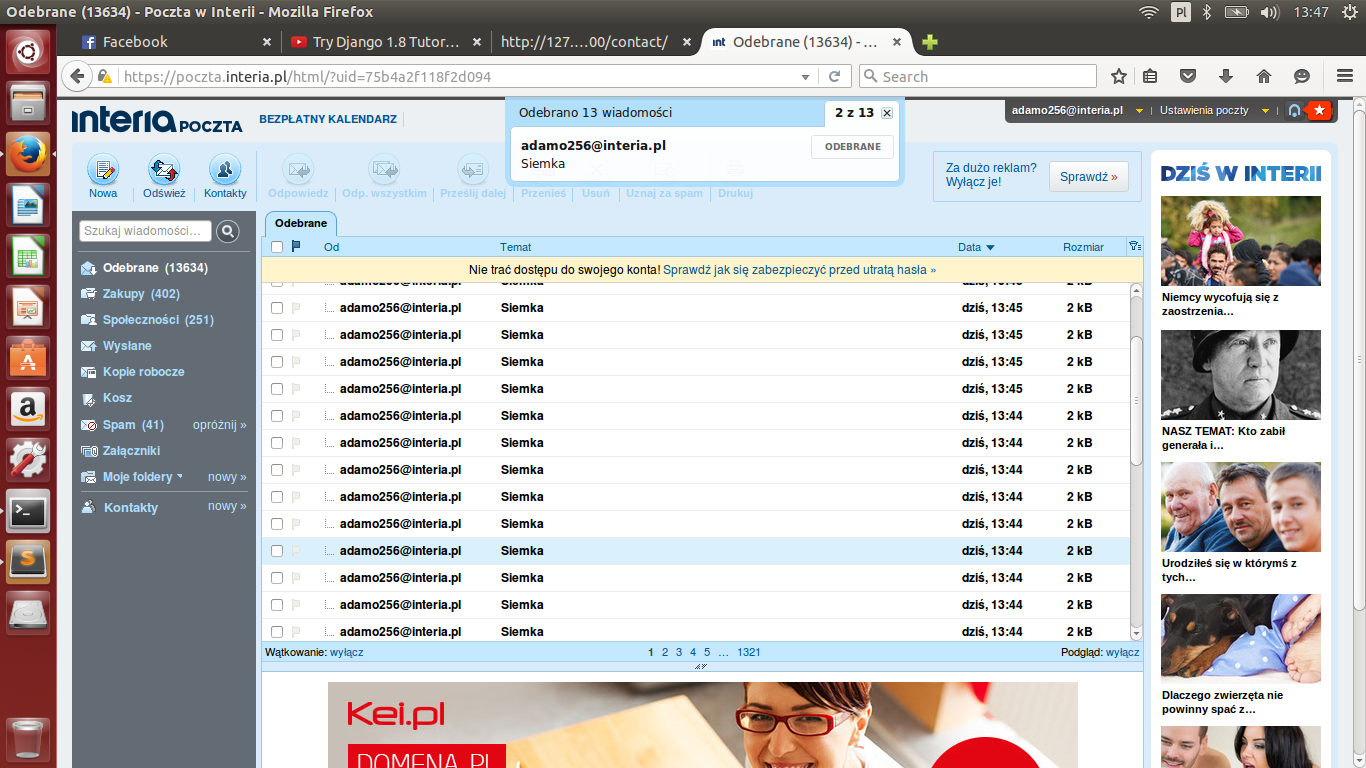 Odebrane (13634) - Poczta w Interii - Mozilla Firefox
Pl
13:47
Facebook
Try Django 1.8 Tutor…
http://127….00/contact/
int Odebrane (13634) - …
https://poczta.interia.pl/html/?uid=75b4a2f118f2d094
Search
interia POCZTA
BEZPŁATNY KALENDARZ
Odebrano 13 wiadomości
2 z 13
adamo256@interia.pl
Siemka
ODEBRANE
adamo256@interia.pl
Ustawienia poczty
Nowa
Odśwież
Kontakty
Odpowiedz
Odp. wszystkim
Prześlij dalej
Przenieś
Usuń
Uznaj za spam
Drukuj
Za dużo reklam?
Wyłącz je!
Sprawdź »
Szukaj wiadomości...
Odebrane (13634)
Zakupy (402)
Społeczności (251)
Wysłane
Kopie robocze
Kosz
Spam (41) opróżnij »
Załączniki
Moje foldery nowy »
Kontakty nowy »
Odebrane
Od Temat Data Rozmiar
Nie trać dostępu do swojego konta! Sprawdź jak się zabezpieczyć przed utratą hasła »
adamo256@interia.pl Siemka dziś, 13:45 2 kB
adamo256@interia.pl Siemka dziś, 13:45 2 kB
adamo256@interia.pl Siemka dziś, 13:45 2 kB
adamo256@interia.pl Siemka dziś, 13:45 2 kB
adamo256@interia.pl Siemka dziś, 13:45 2 kB
adamo256@interia.pl Siemka dziś, 13:44 2 kB
adamo256@interia.pl Siemka dziś, 13:44 2 kB
adamo256@interia.pl Siemka dziś, 13:44 2 kB
adamo256@interia.pl Siemka dziś, 13:44 2 kB
adamo256@interia.pl Siemka dziś, 13:44 2 kB
adamo256@interia.pl Siemka dziś, 13:44 2 kB
adamo256@interia.pl Siemka dziś, 13:44 2 kB
adamo256@interia.pl Siemka dziś, 13:44 2 kB
adamo256@interia.pl Siemka dziś, 13:44 2 kB
Wątkowanie: wyłącz
1 2 3 4 5 ... 1321
Podgląd: wyłącz
Kei.pl
DOMENA PL
DZIŚ W INTERII
Niemcy wycofują się z
zaostrzenia…
NASZ TEMAT: Kto zabił
generała i…
Urodziłeś się w którymś z
tych…
Dlaczego zwierzęta nie
powinny spać z…